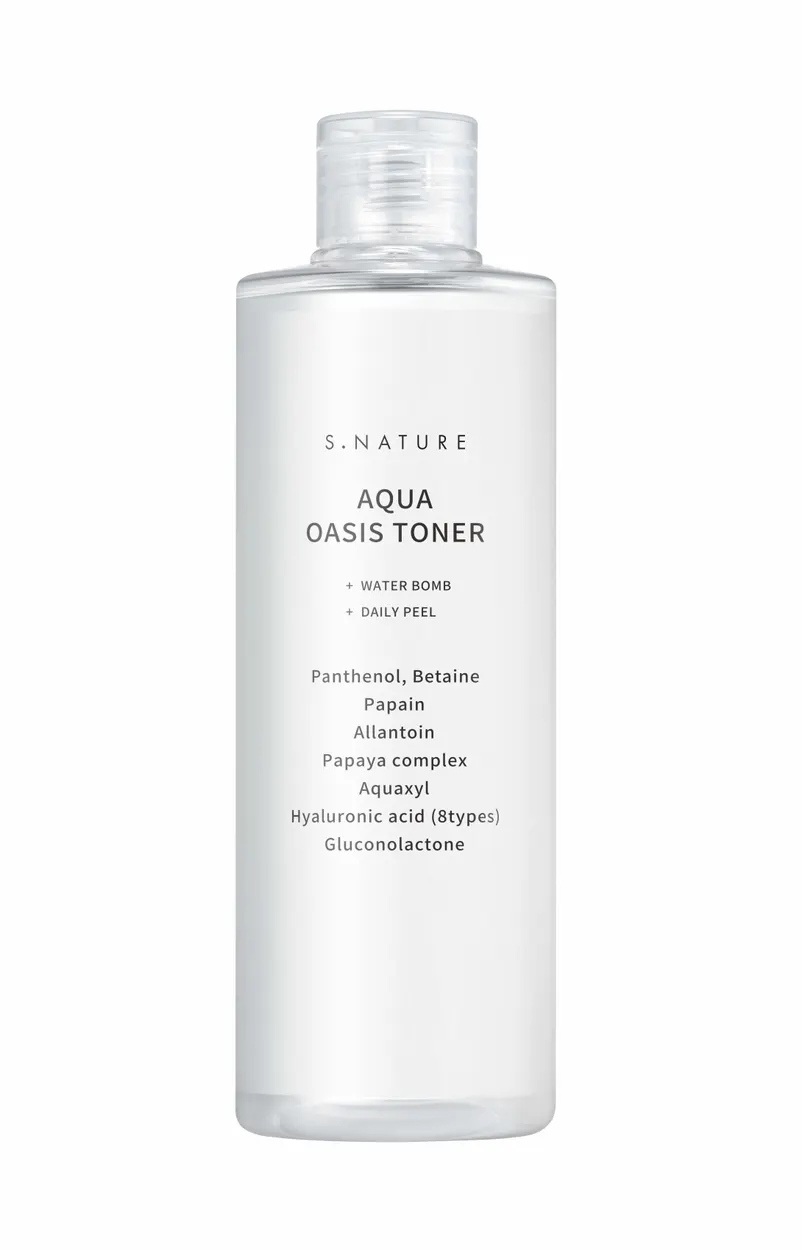 S.NATURE
AQUA
OASIS TONER
+ WATER BOMB
+ DAILY PEEL
Panthenol, Betaine
Papain
Allantoin
Papaya complex
Aquaxyl
Hyaluronic acid (8types)
Gluconolactone